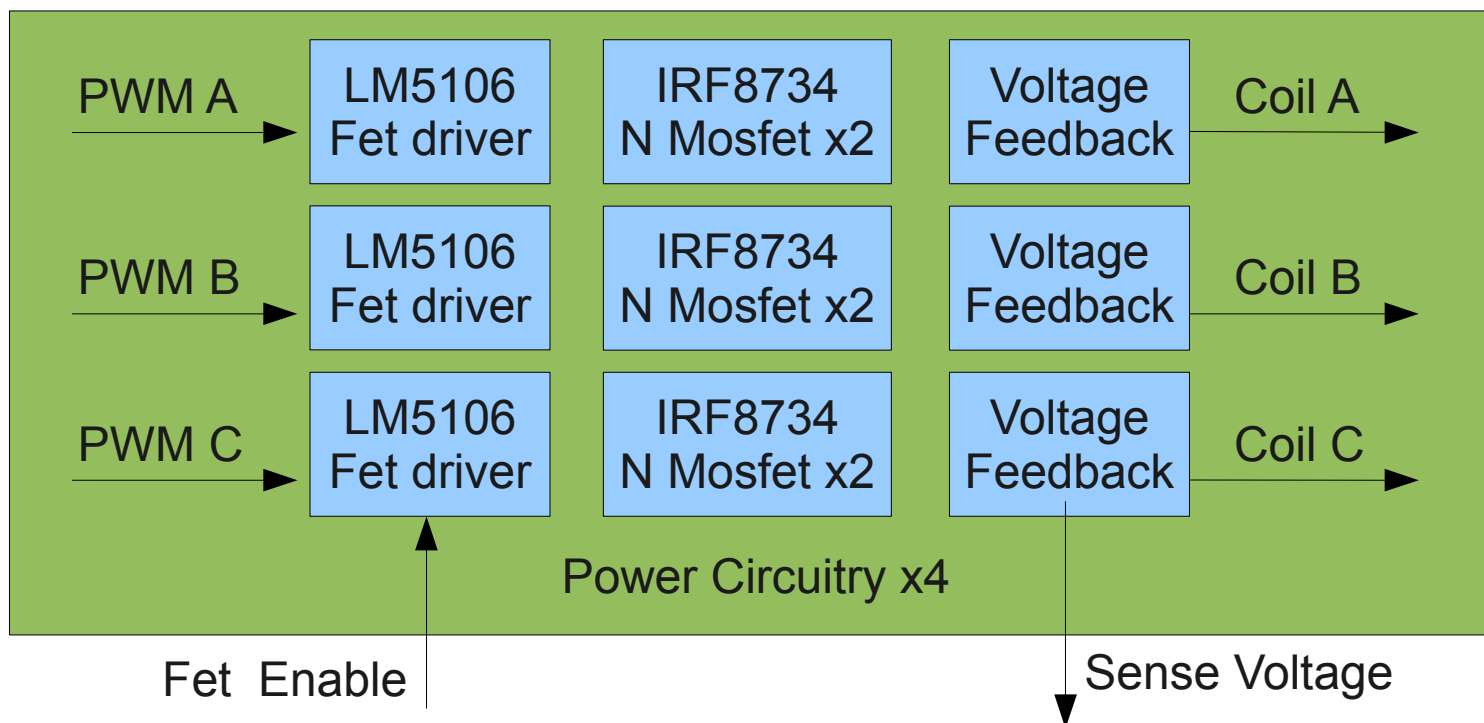 PWM A
LM5106
Fet driver
IRF8734
N Mosfet x2
Voltage
Feedback
Coil A
PWM B
LM5106
Fet driver
IRF8734
N Mosfet x2
Voltage
Feedback
Coil B
PWM C
LM5106
Fet driver
IRF8734
N Mosfet x2
Voltage
Feedback
Coil C
Power Circuitry x4
Fet  Enable
Sense Voltage